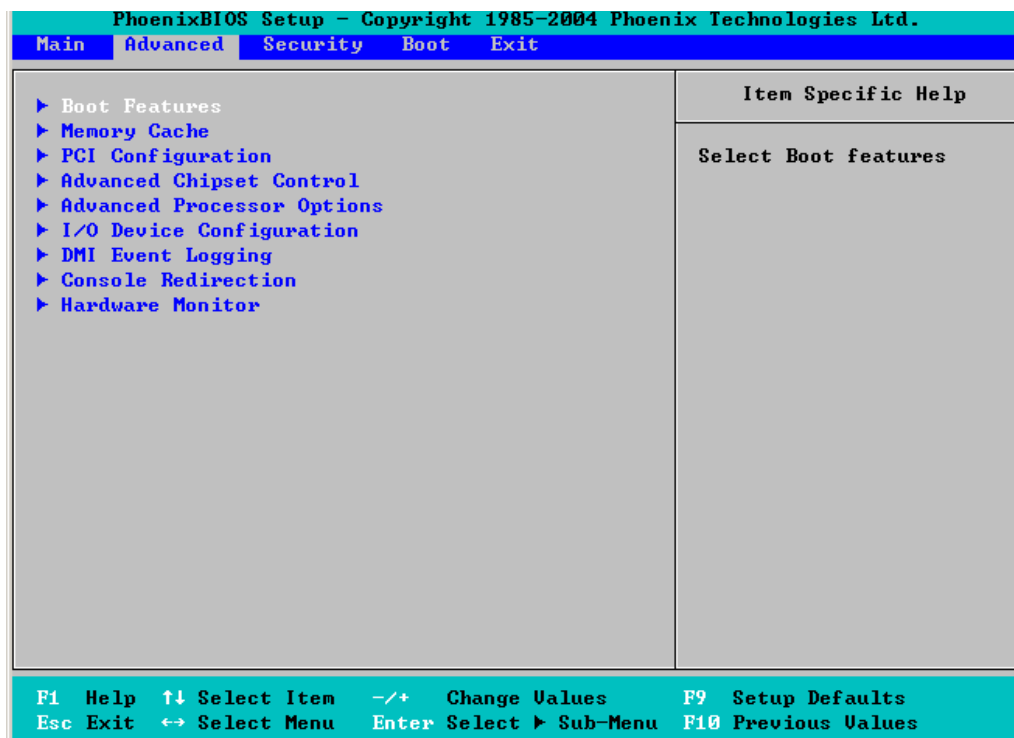 PhoenixBIOS Setup - Copyright 1985-2004 Phoenix Technologies Ltd.
Main Advanced Security Boot Exit
Boot Features
Memory Cache
PCI Configuration
Advanced Chipset Control
Advanced Processor Options
I/O Device Configuration
DMI Event Logging
Console Redirection
Hardware Monitor
Item Specific Help
Select Boot features
F1 Help ↑↓ Select Item -/+ Change Values F9 Setup Defaults
Esc Exit ↔ Select Menu Enter Select ▶ Sub-Menu F10 Previous Values